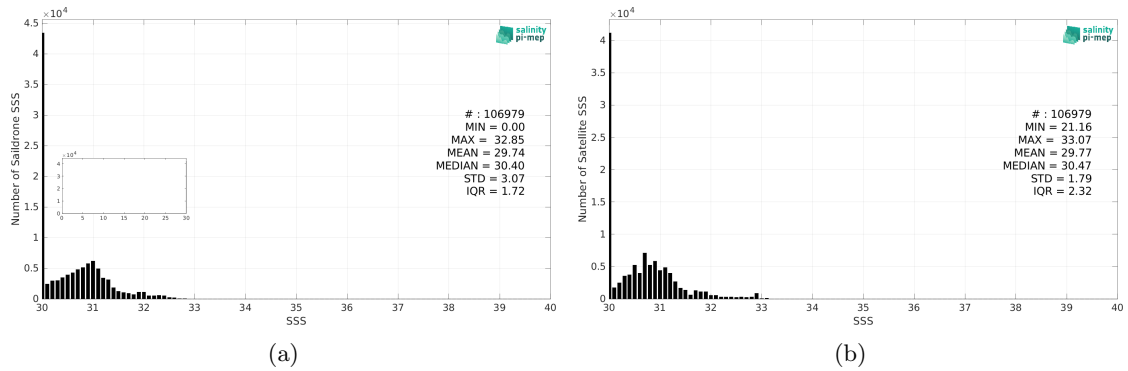 ×10⁴
4.5
4
3.5
3
2.5
2
1.5
1
0.5
0
Number of Saildrone SSS
30 31 32 33 34 35 36 37 38 39 40
SSS
salinity
pi-mep
# : 106979
MIN = 0.00
MAX = 32.85
MEAN = 29.74
MEDIAN = 30.40
STD = 3.07
IQR = 1.72
×10⁴
4
3
2
1
0
0 5 10 15 20 25 30
(a)
×10⁴
4
3.5
3
2.5
2
1.5
1
0.5
0
Number of Satellite SSS
30 31 32 33 34 35 36 37 38 39 40
SSS
salinity
pi-mep
# : 106979
MIN = 21.16
MAX = 33.07
MEAN = 29.77
MEDIAN = 30.47
STD = 1.79
IQR = 2.32
(b)